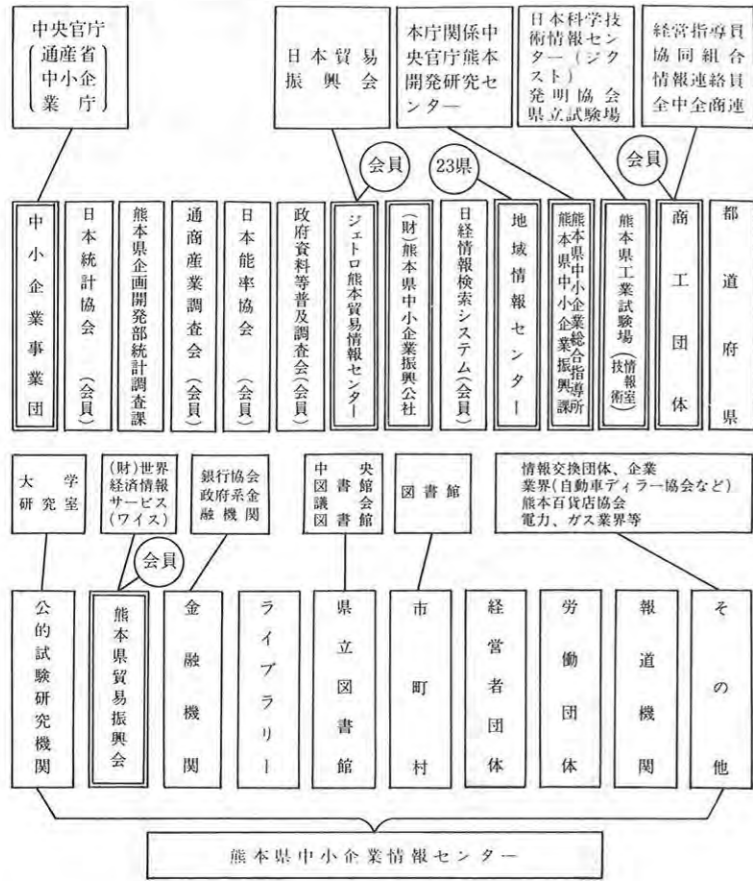 中央官庁
通産省
中小企
業庁
日本貿易
振興会
本庁関係中
央官庁熊本
開発研究セ
ンター
日本科学技
術情報セン
ター(ジク
スト)
発明協会
県立試験場
経営指導員
協同組合
情報連絡員
全中全商連
会員
23県
会員
中小企業事業団
日本統計協会(会員)
熊本県企画開発部統計調査課
通商産業調査会(会員)
日本能率協会(会員)
政府資料等普及調査会(会員)
ジェトロ熊本貿易情報センター
(財)熊本県中小企業振興公社
日経情報検索システム(会員)
地域情報センター
熊本県中小企業総合指導所
熊本県中小企業振興課
熊本県工業試験場(技術情報室)
商工団体
都道府県
大学
研究室
(財)世界
経済情報
サービス
(ワイス)
銀行協会
政府系金
融機関
中央
図書館
議会
図書館
図書館
情報交換団体、企業
業界(自動車ディラー協会など)
熊本百貨店協会
電力、ガス業界等
会員
公的試験研究機関
熊本県貿易振興会
金融機関
ライブラリー
県立図書館
市町村
経営者団体
労働団体
報道機関
その他
熊本県中小企業情報センター